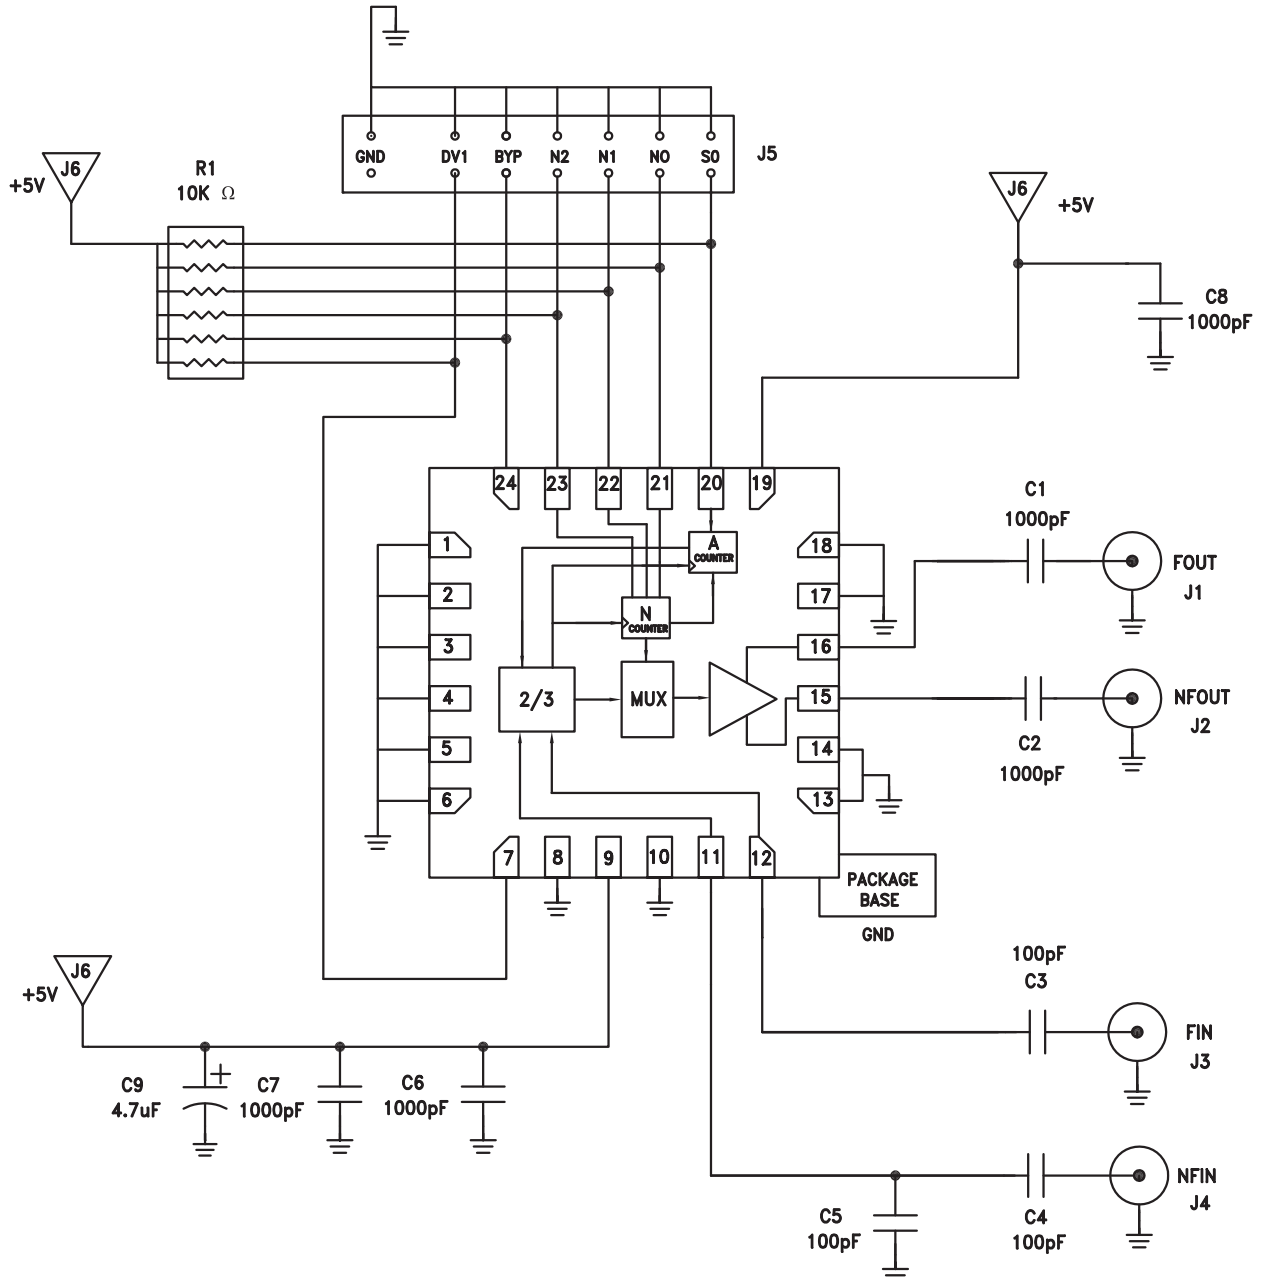 GND DV1 BYP N2 N1 N0 S0
J5
J6
+5V
R1
10K Ω
J6
+5V
C8
1000pF
24 23 22 21 20 19
C1
1000pF
1
2
3
4
5
6
A
COUNTER
N
COUNTER
2/3
MUX
18
17
16
15
14
13
FOUT
J1
NFOUT
J2
C2
1000pF
7 8 9 10 11 12
PACKAGE
BASE
GND
J6
+5V
100pF
C3
FIN
J3
C9
4.7uF
+
C7
1000pF
C6
1000pF
C5
100pF
C4
100pF
NFIN
J4